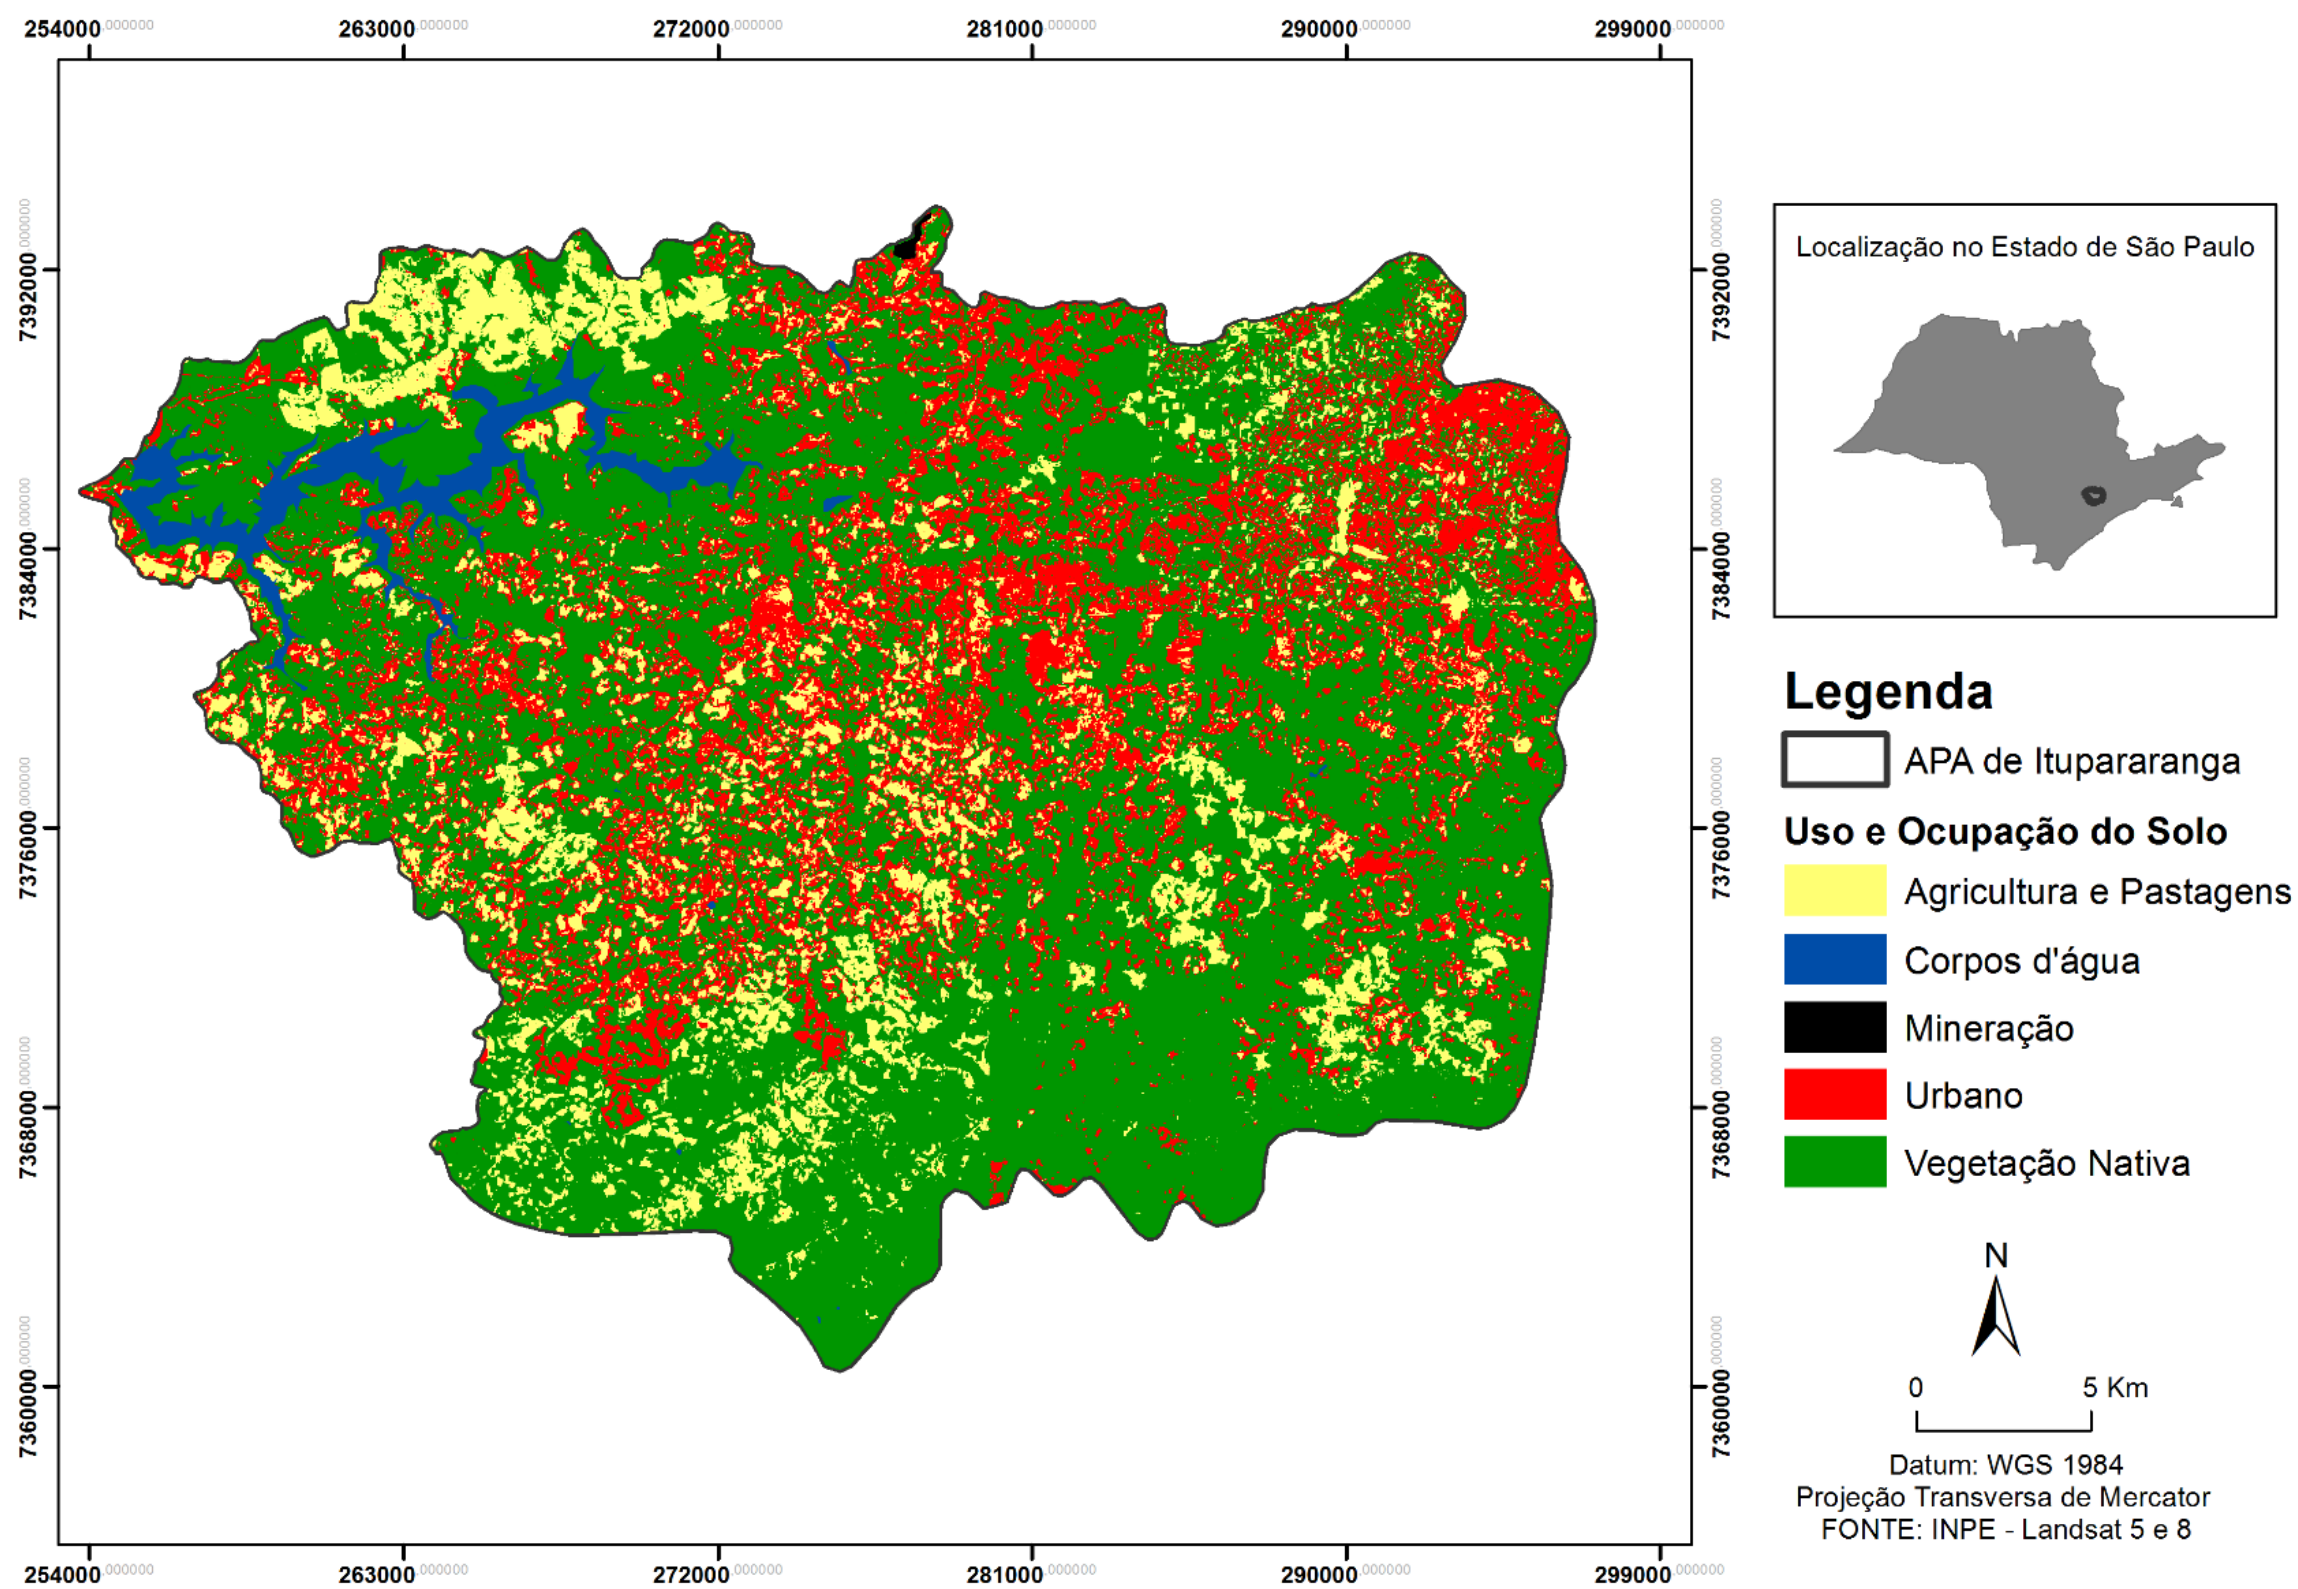 254000,000000 263000,000000 272000,000000 281000,000000 290000,000000 299000,000000
7392000,000000
7384000,000000
7376000,000000
7368000,000000
7360000,000000
7392000,000000
7384000,000000
7376000,000000
7368000,000000
7360000,000000
254000,000000 263000,000000 272000,000000 281000,000000 290000,000000 299000,000000
Localização no Estado de São Paulo
Legenda
APA de Itupararanga
Uso e Ocupação do Solo
Agricultura e Pastagens
Corpos d'água
Mineração
Urbano
Vegetação Nativa
N
0 5 Km
Datum: WGS 1984
Projeção Transversa de Mercator
FONTE: INPE - Landsat 5 e 8